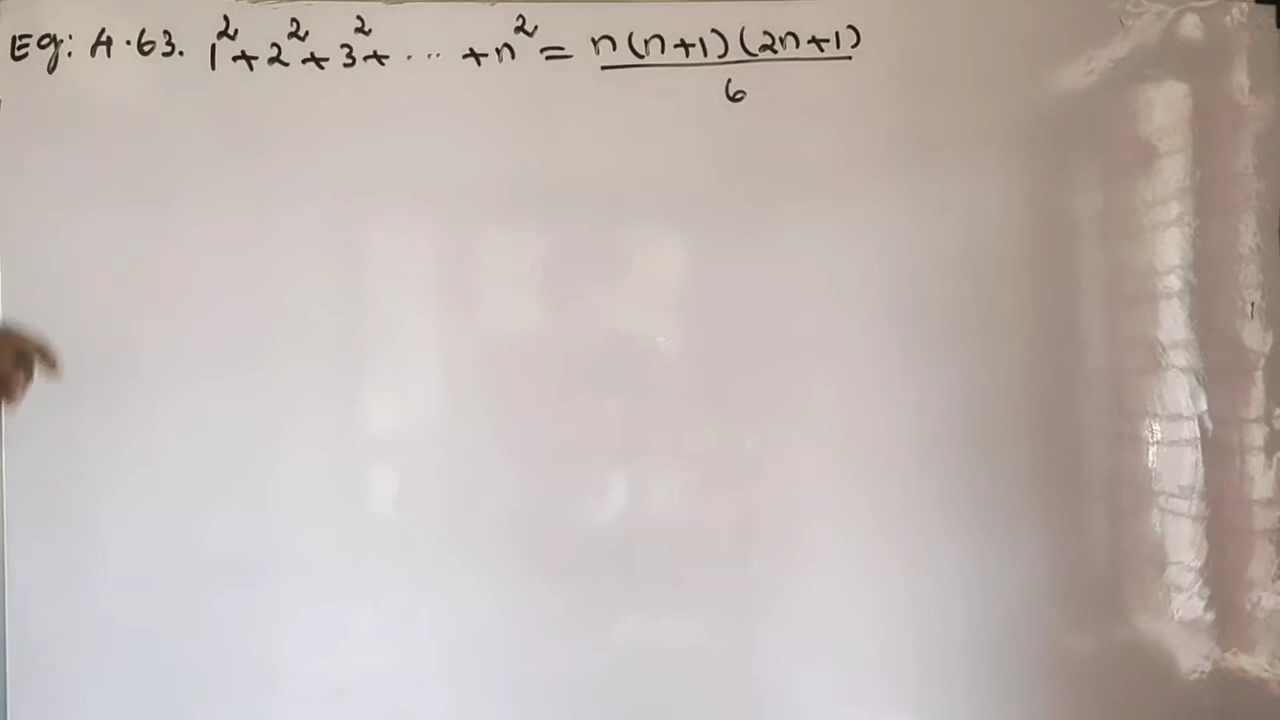 Eg: 4.63. 1²+2²+3²+ ... +n² = n(n+1)(2n+1)
6